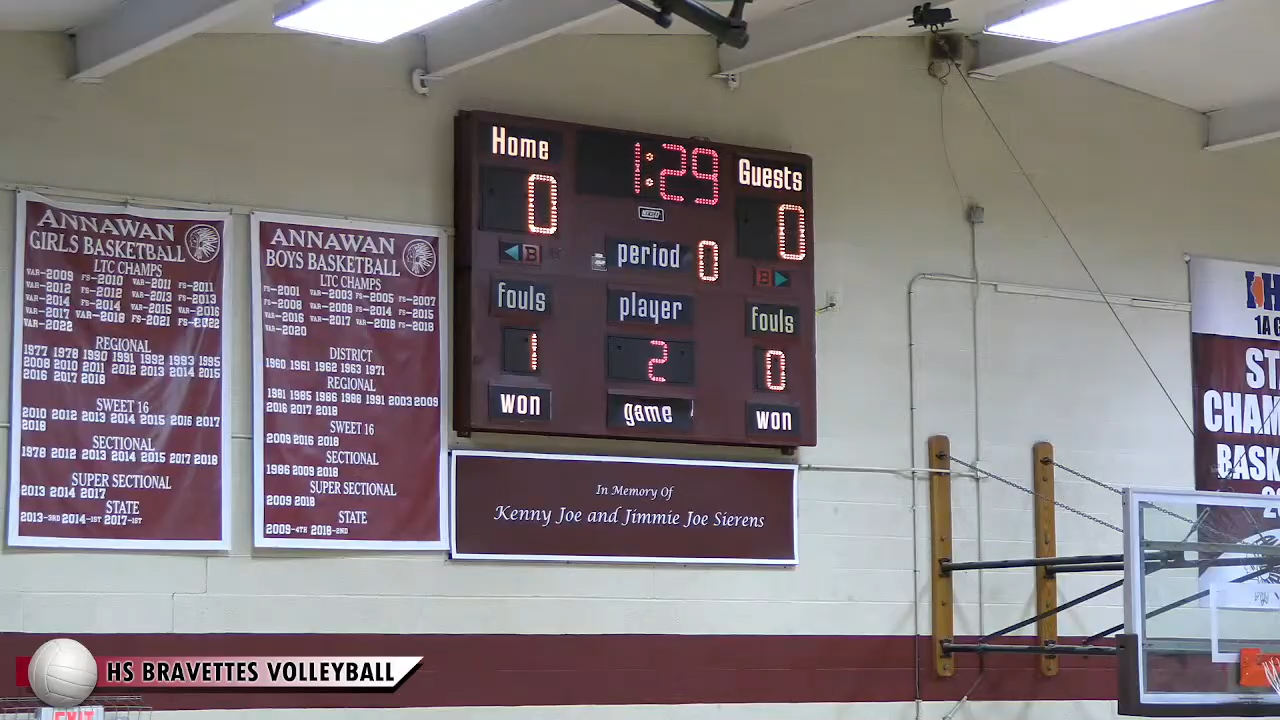 ANNAWAN
GIRLS BASKETBALL
LTC CHAMPS
VAR-2009 FS-2010 VAR-2011 FS-2011
VAR-2012 FS-2012 VAR-2013 FS-2013
VAR-2014 FS-2014 VAR-2015 VAR-2016
VAR-2017 VAR-2018 FS-2021 FS-2022
VAR-2022
REGIONAL
1977 1978 1990 1991 1992 1993 1995
2008 2010 2011 2012 2013 2014 2015
2016 2017 2018
SWEET 16
2010 2012 2013 2014 2015 2016 2017
2018
SECTIONAL
1978 2012 2013 2014 2015 2017 2018
SUPER SECTIONAL
2013 2014 2017
STATE
2013-3RD 2014-1ST 2017-1ST
ANNAWAN
BOYS BASKETBALL
LTC CHAMPS
FS-2001 VAR-2003 FS-2005 FS-2007
FS-2008 VAR-2008 FS-2014 FS-2015
VAR-2016 VAR-2017 VAR-2018 FS-2018
VAR-2020
DISTRICT
1960 1961 1962 1963 1971
REGIONAL
1981 1985 1986 1988 1991 2003 2009
2016 2017 2018
SWEET 16
2009 2016 2018
SECTIONAL
1986 2009 2018
SUPER SECTIONAL
2009 2018
STATE
2009-4TH 2018-2ND
Home 1:29 Guests
0 0
B period 0 B
fouls player fouls
1 2 0
won game won
In Memory Of
Kenny Joe and Jimmie Joe Sierens
IH
1A G
ST
CHAM
BASK
20
HS BRAVETTES VOLLEYBALL
EXIT